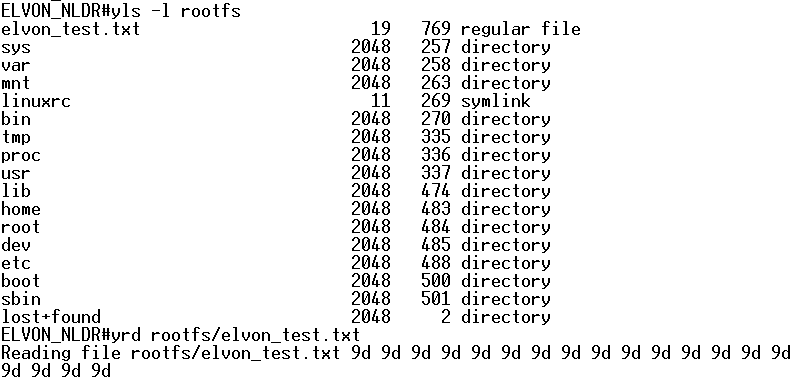 ELVON_NLDR#yls -l rootfs
elvon_test.txt 19 769 regular file
sys 2048 257 directory
var 2048 258 directory
mnt 2048 263 directory
linuxrc 11 269 symlink
bin 2048 270 directory
tmp 2048 335 directory
proc 2048 336 directory
usr 2048 337 directory
lib 2048 474 directory
home 2048 483 directory
root 2048 484 directory
dev 2048 485 directory
etc 2048 488 directory
boot 2048 500 directory
sbin 2048 501 directory
lost+found 2048 2 directory
ELVON_NLDR#yrd rootfs/elvon_test.txt
Reading file rootfs/elvon_test.txt 9d 9d 9d 9d 9d 9d 9d 9d 9d 9d 9d 9d 9d 9d 9d
9d 9d 9d 9d